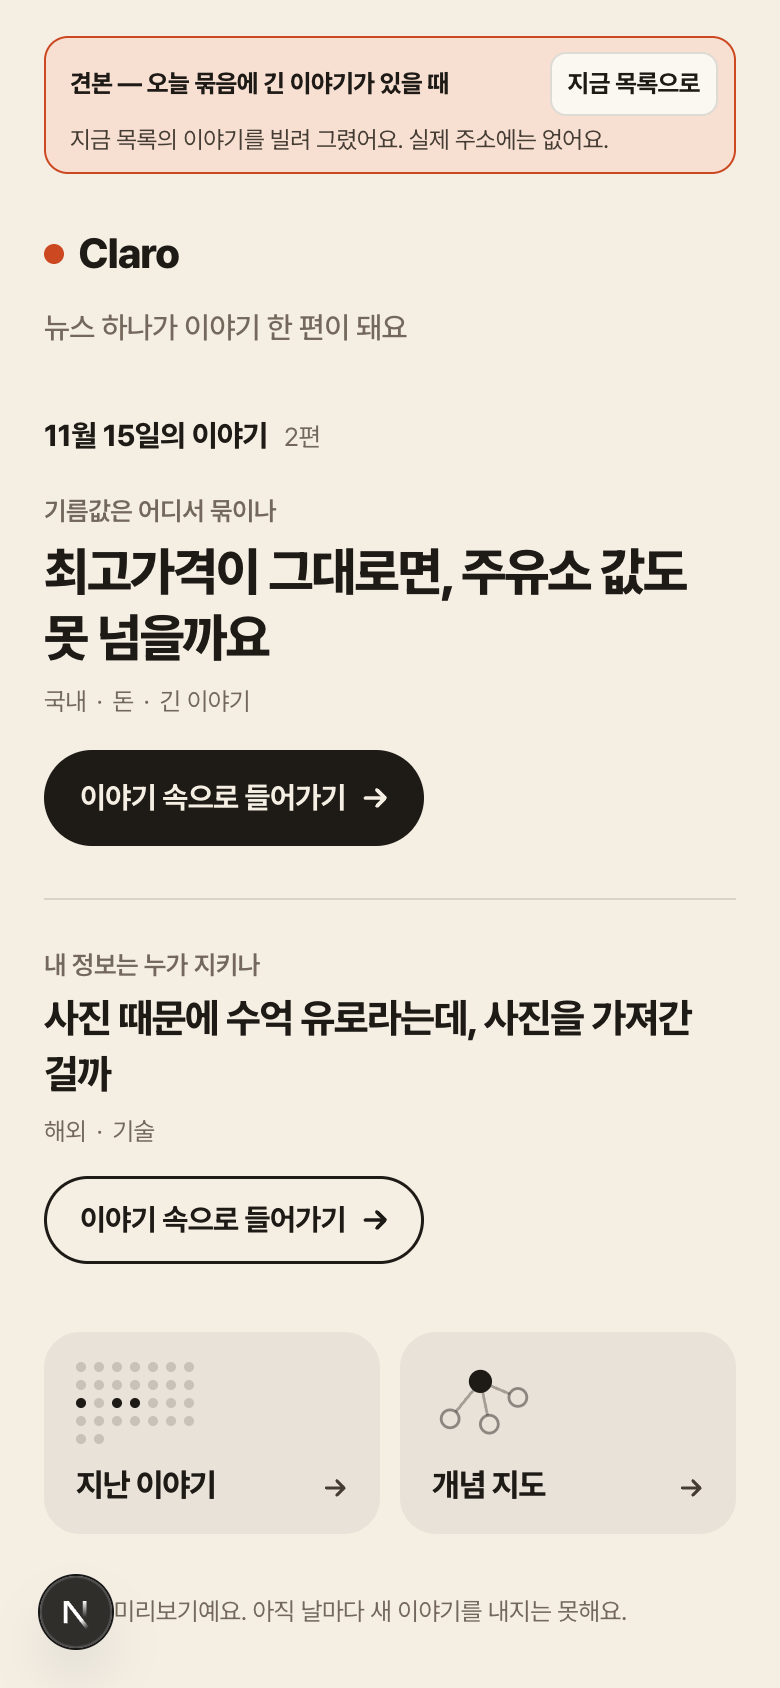 견본 — 오늘 묶음에 긴 이야기가 있을 때
지금 목록으로
지금 목록의 이야기를 빌려 그렸어요. 실제 주소에는 없어요.
Claro
뉴스 하나가 이야기 한 편이 돼요
11월 15일의 이야기 2편
기름값은 어디서 묶이나
최고가격이 그대로면, 주유소 값도
못 넘을까요
국내 · 돈 · 긴 이야기
이야기 속으로 들어가기 →
내 정보는 누가 지키나
사진 때문에 수억 유로라는데, 사진을 가져간
걸까
해외 · 기술
이야기 속으로 들어가기 →
지난 이야기 →
개념 지도 →
N
미리보기예요. 아직 날마다 새 이야기를 내지는 못해요.